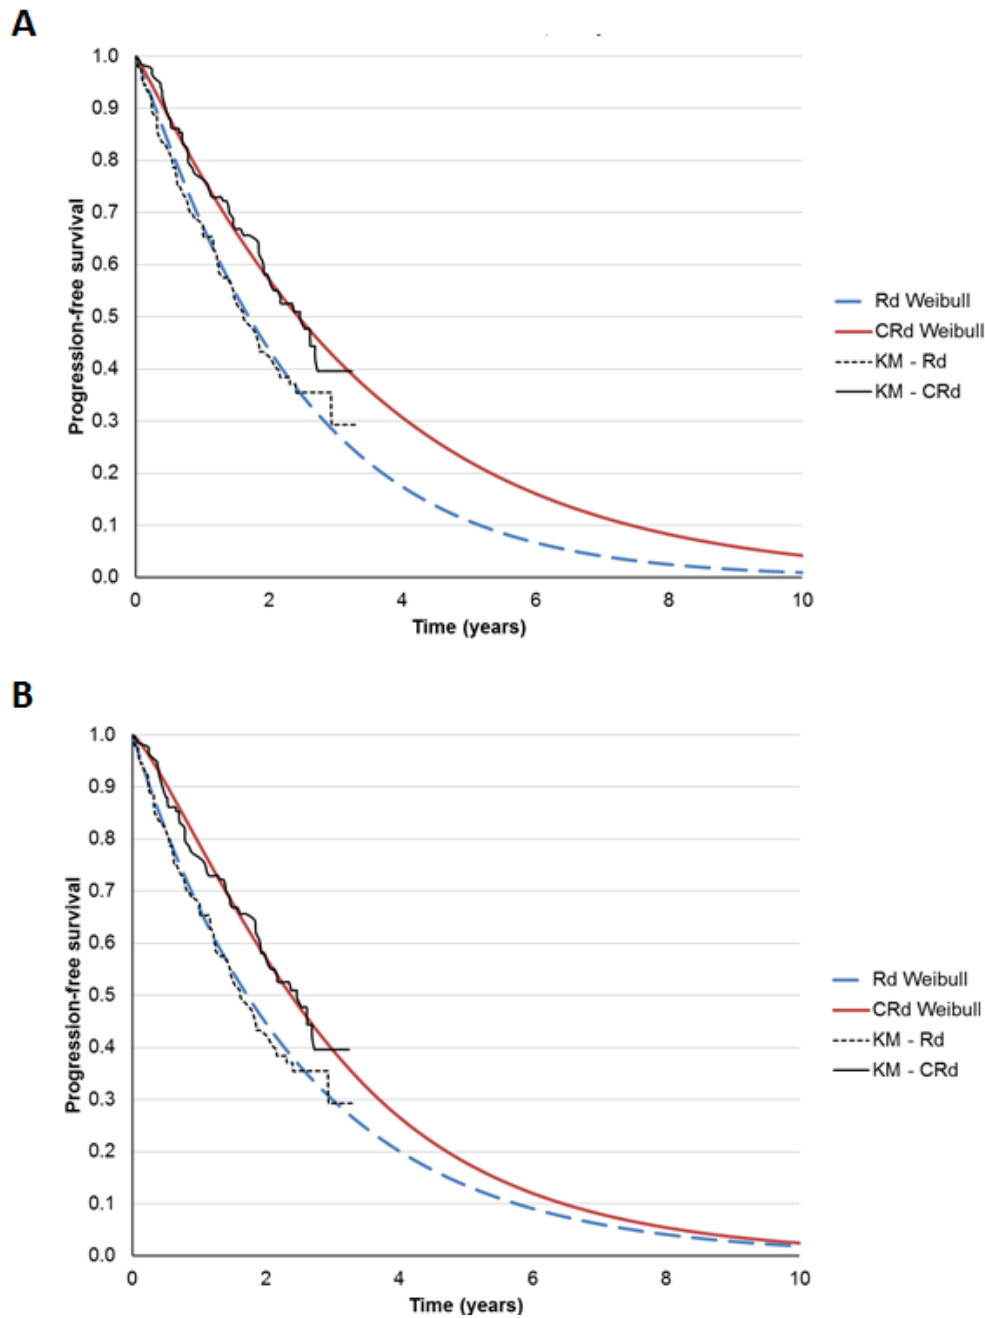 A
1.0
0.9
0.8
0.7
0.6
0.5
0.4
0.3
0.2
0.1
0.0
Progression-free survival
0 2 4 6 8 10
Time (years)
Rd Weibull
CRd Weibull
KM - Rd
KM - CRd
B
1.0
0.9
0.8
0.7
0.6
0.5
0.4
0.3
0.2
0.1
0.0
Progression-free survival
0 2 4 6 8 10
Time (years)
Rd Weibull
CRd Weibull
KM - Rd
KM - CRd